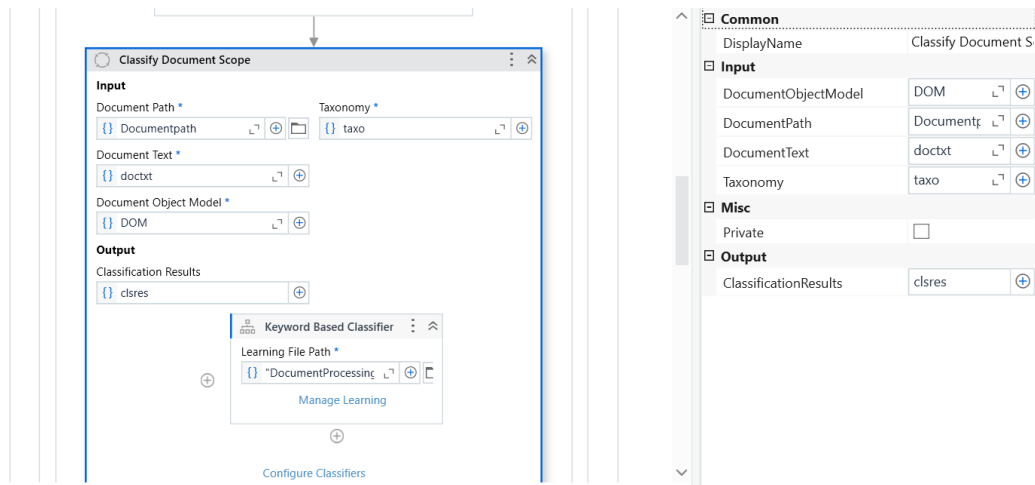 Classify Document Scope
Input
Document Path * Taxonomy *
{} Documentpath {} taxo
Document Text *
{} doctxt
Document Object Model *
{} DOM
Output
Classification Results
{} clsres
Keyword Based Classifier
Learning File Path *
{} "DocumentProcessing
Manage Learning
Configure Classifiers
Common
DisplayName Classify Document S
Input
DocumentObjectModel DOM
DocumentPath Documentp
DocumentText doctxt
Taxonomy taxo
Misc
Private
Output
ClassificationResults clsres